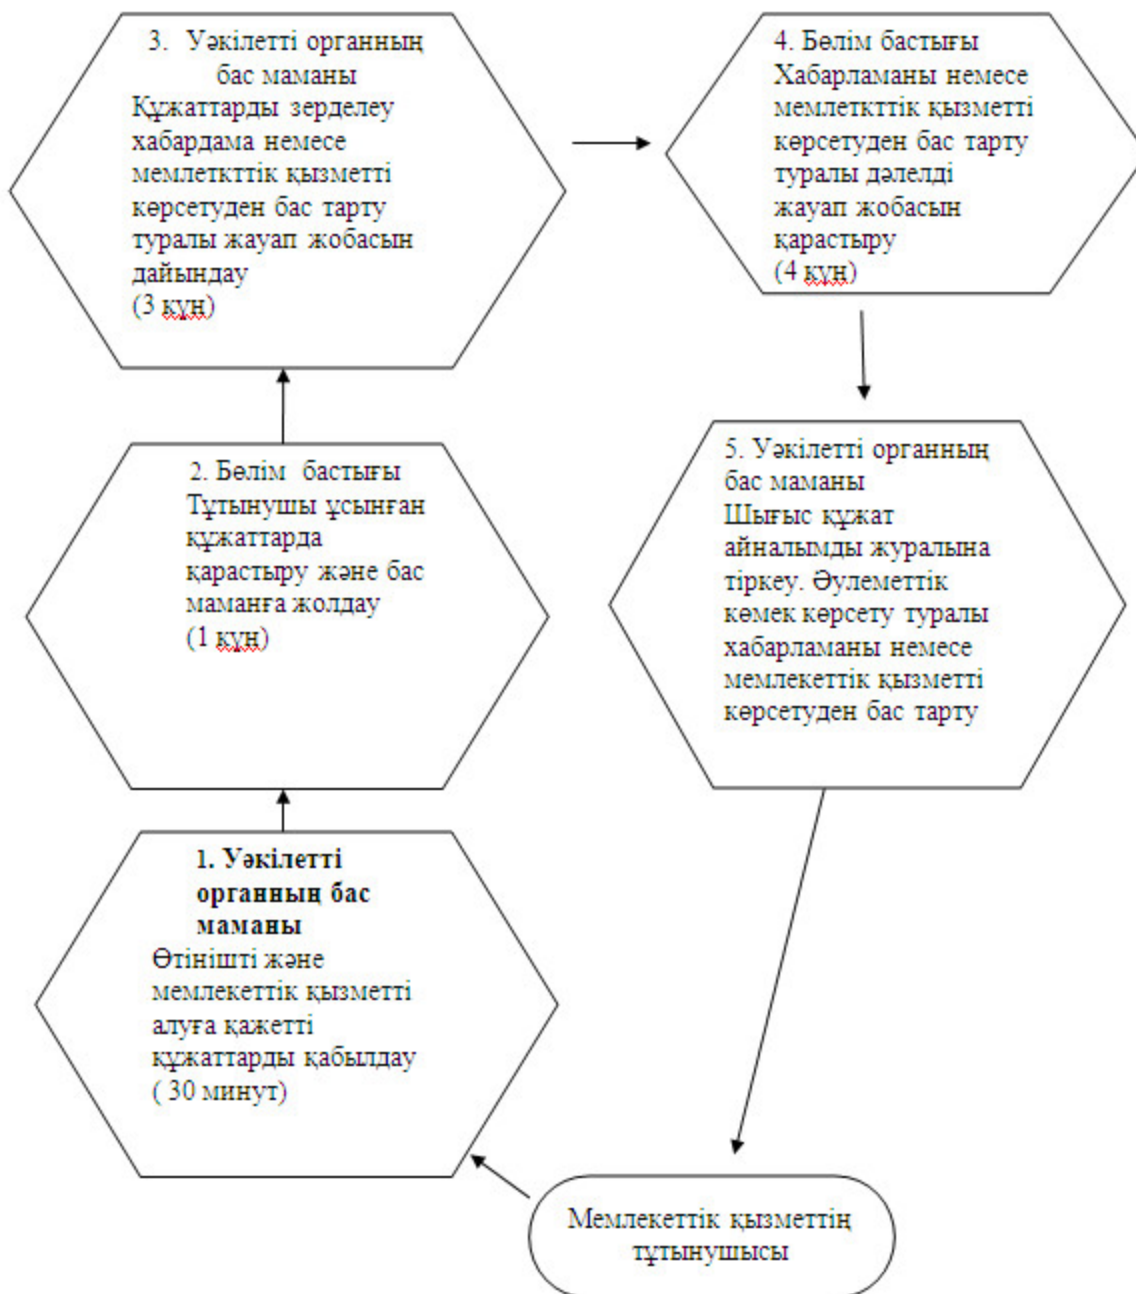 3. Уәкілетті органның
бас маманы
Құжаттарды зерделеу
хабардама немесе
мемлеткттік қызметті
көрсетуден бас тарту
туралы жауап жобасын
дайындау
(3 күн)
4. Бөлім бастығы
Хабарламаны немесе
мемлеткттік қызметті
көрсетуден бас тарту
туралы дәлелді
жауап жобасын
қарастыру
(4 күн)
2. Бөлім бастығы
Тұтынушы ұсынған
құжаттарда
қарастыру және бас
маманға жолдау
(1 күн)
5. Уәкілетті органның
бас маманы
Шығыс құжат
айналымды журалына
тіркеу. Әулеметтік
көмек көрсету туралы
хабарламаны немесе
мемлекеттік қызметті
көрсетуден бас тарту
1. Уәкілетті
органның бас
маманы
Өтінішті және
мемлекеттік қызметті
алуға қажетті
құжаттарды қабылдау
( 30 минут)
Мемлекеттік қызметтің
тұтынушысы